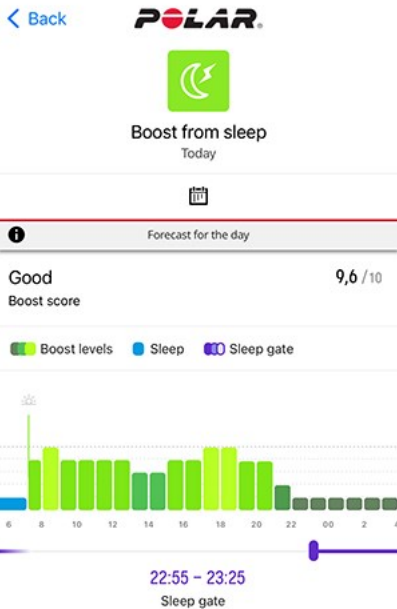 Back
POLAR
Boost from sleep
Today
Forecast for the day
Good
9,6 /10
Boost score
Boost levels
Sleep
Sleep gate
6 8 10 12 14 16 18 20 22 00 2 4
22:55 – 23:25
Sleep gate